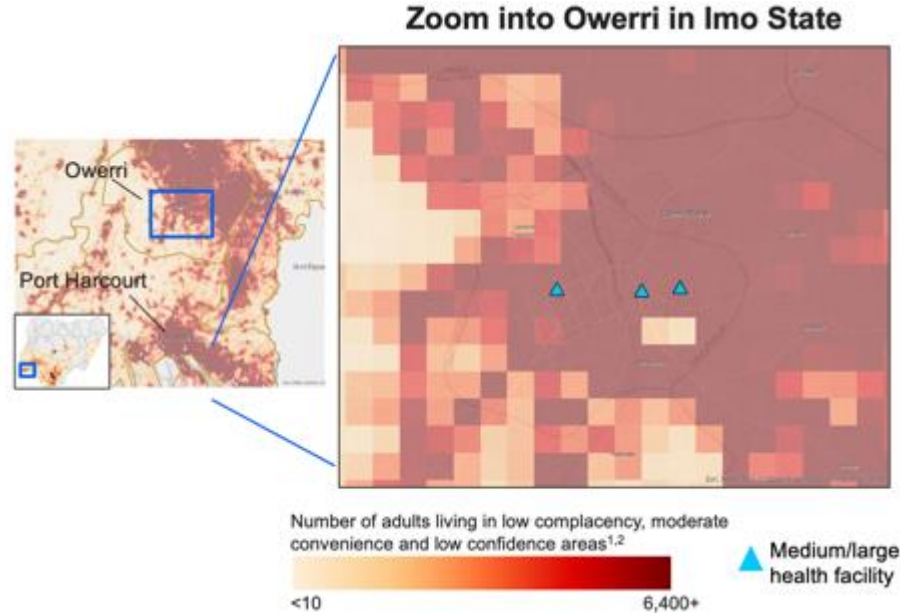 Zoom into Owerri in Imo State
Owerri
Port Harcourt
Number of adults living in low complacency, moderate
convenience and low confidence areas1,2
<10
6,400+
Medium/large
health facility